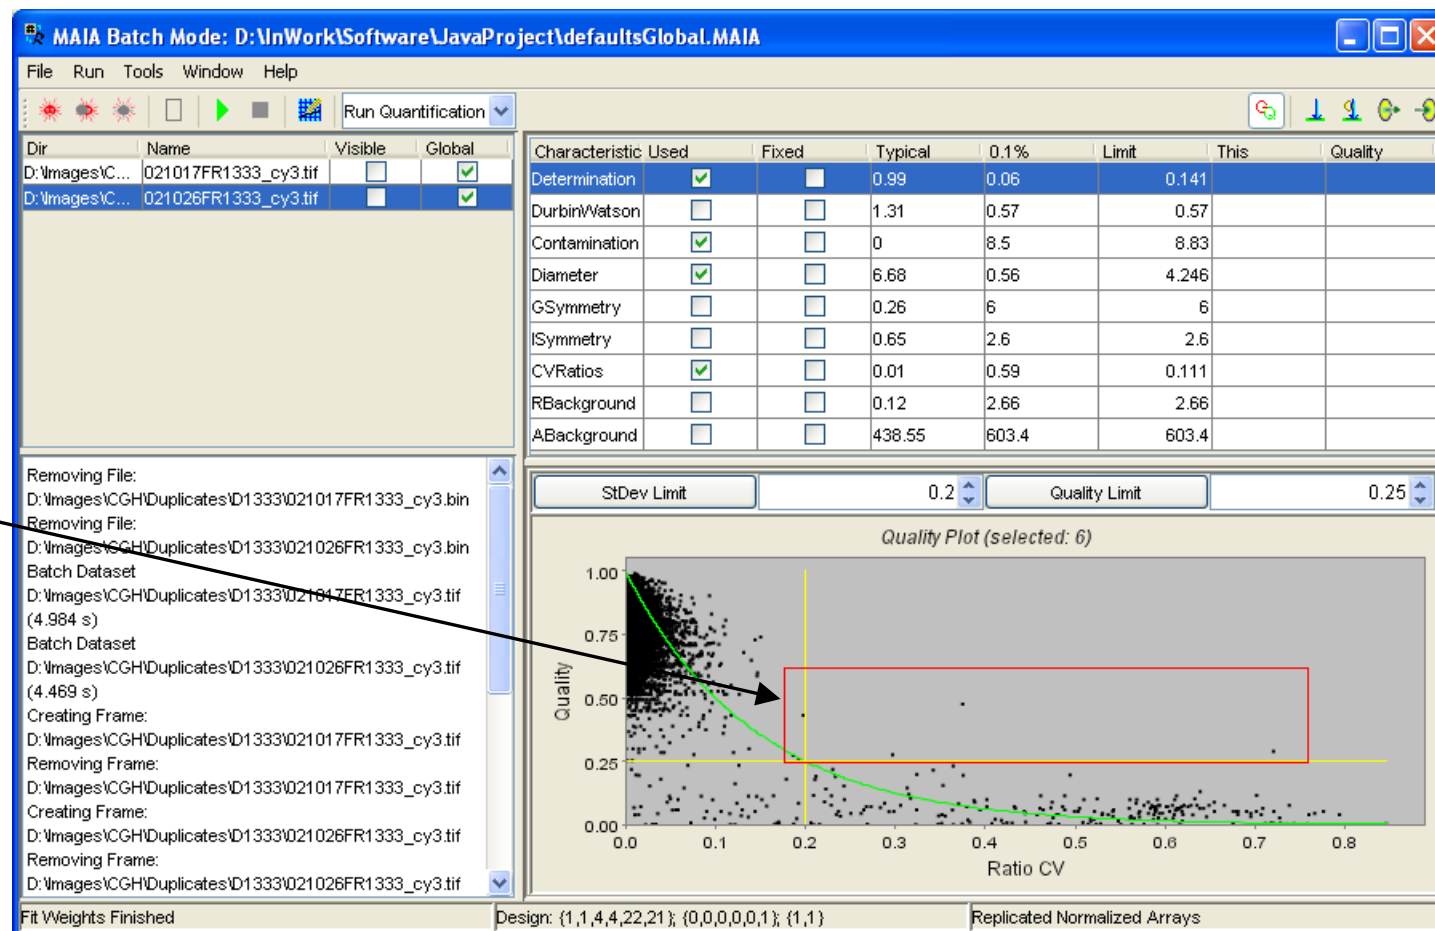 MAIA Batch Mode: D:\InWork\Software\JavaProject\defaultsGlobal.MAIA
File Run Tools Window Help
Run Quantification
Dir Name Visible Global
D:\Images\C... 021017FR1333_cy3.tif
D:\Images\C... 021026FR1333_cy3.tif
Characteristic Used Fixed Typical 0.1% Limit This Quality
Determination 0.99 0.06 0.141
DurbinWatson 1.31 0.57 0.57
Contamination 0 8.5 8.83
Diameter 6.68 0.56 4.246
GSymmetry 0.26 6 6
ISymmetry 0.65 2.6 2.6
CVRatios 0.01 0.59 0.111
RBackground 0.12 2.66 2.66
ABackground 438.55 603.4 603.4
Removing File:
D:\Images\CGH\Duplicates\D1333\021017FR1333_cy3.bin
Removing File:
D:\Images\CGH\Duplicates\D1333\021026FR1333_cy3.bin
Batch Dataset
D:\Images\CGH\Duplicates\D1333\021017FR1333_cy3.tif
(4.984 s)
Batch Dataset
D:\Images\CGH\Duplicates\D1333\021026FR1333_cy3.tif
(4.469 s)
Creating Frame:
D:\Images\CGH\Duplicates\D1333\021017FR1333_cy3.tif
Removing Frame:
D:\Images\CGH\Duplicates\D1333\021017FR1333_cy3.tif
Creating Frame:
D:\Images\CGH\Duplicates\D1333\021026FR1333_cy3.tif
Removing Frame:
D:\Images\CGH\Duplicates\D1333\021026FR1333_cy3.tif
StDev Limit 0.2 Quality Limit 0.25
Quality Plot (selected: 6)
Quality
1.00
0.75
0.50
0.25
0.00
0.0 0.1 0.2 0.3 0.4 0.5 0.6 0.7 0.8
Ratio CV
Fit Weights Finished
Design: {1,1,4,4,22,21}; {0,0,0,0,0,1}; {1,1}
Replicated Normalized Arrays